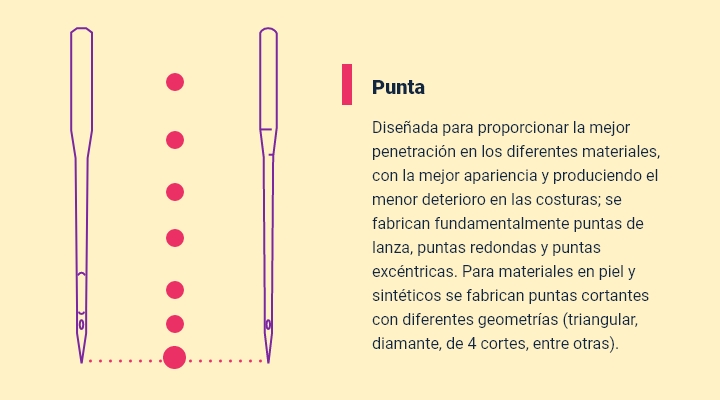 Punta
Diseñada para proporcionar la mejor
penetración en los diferentes materiales,
con la mejor apariencia y produciendo el
menor deterioro en las costuras; se
fabrican fundamentalmente puntas de
lanza, puntas redondas y puntas
excéntricas. Para materiales en piel y
sintéticos se fabrican puntas cortantes
con diferentes geometrías (triangular,
diamante, de 4 cortes, entre otras).